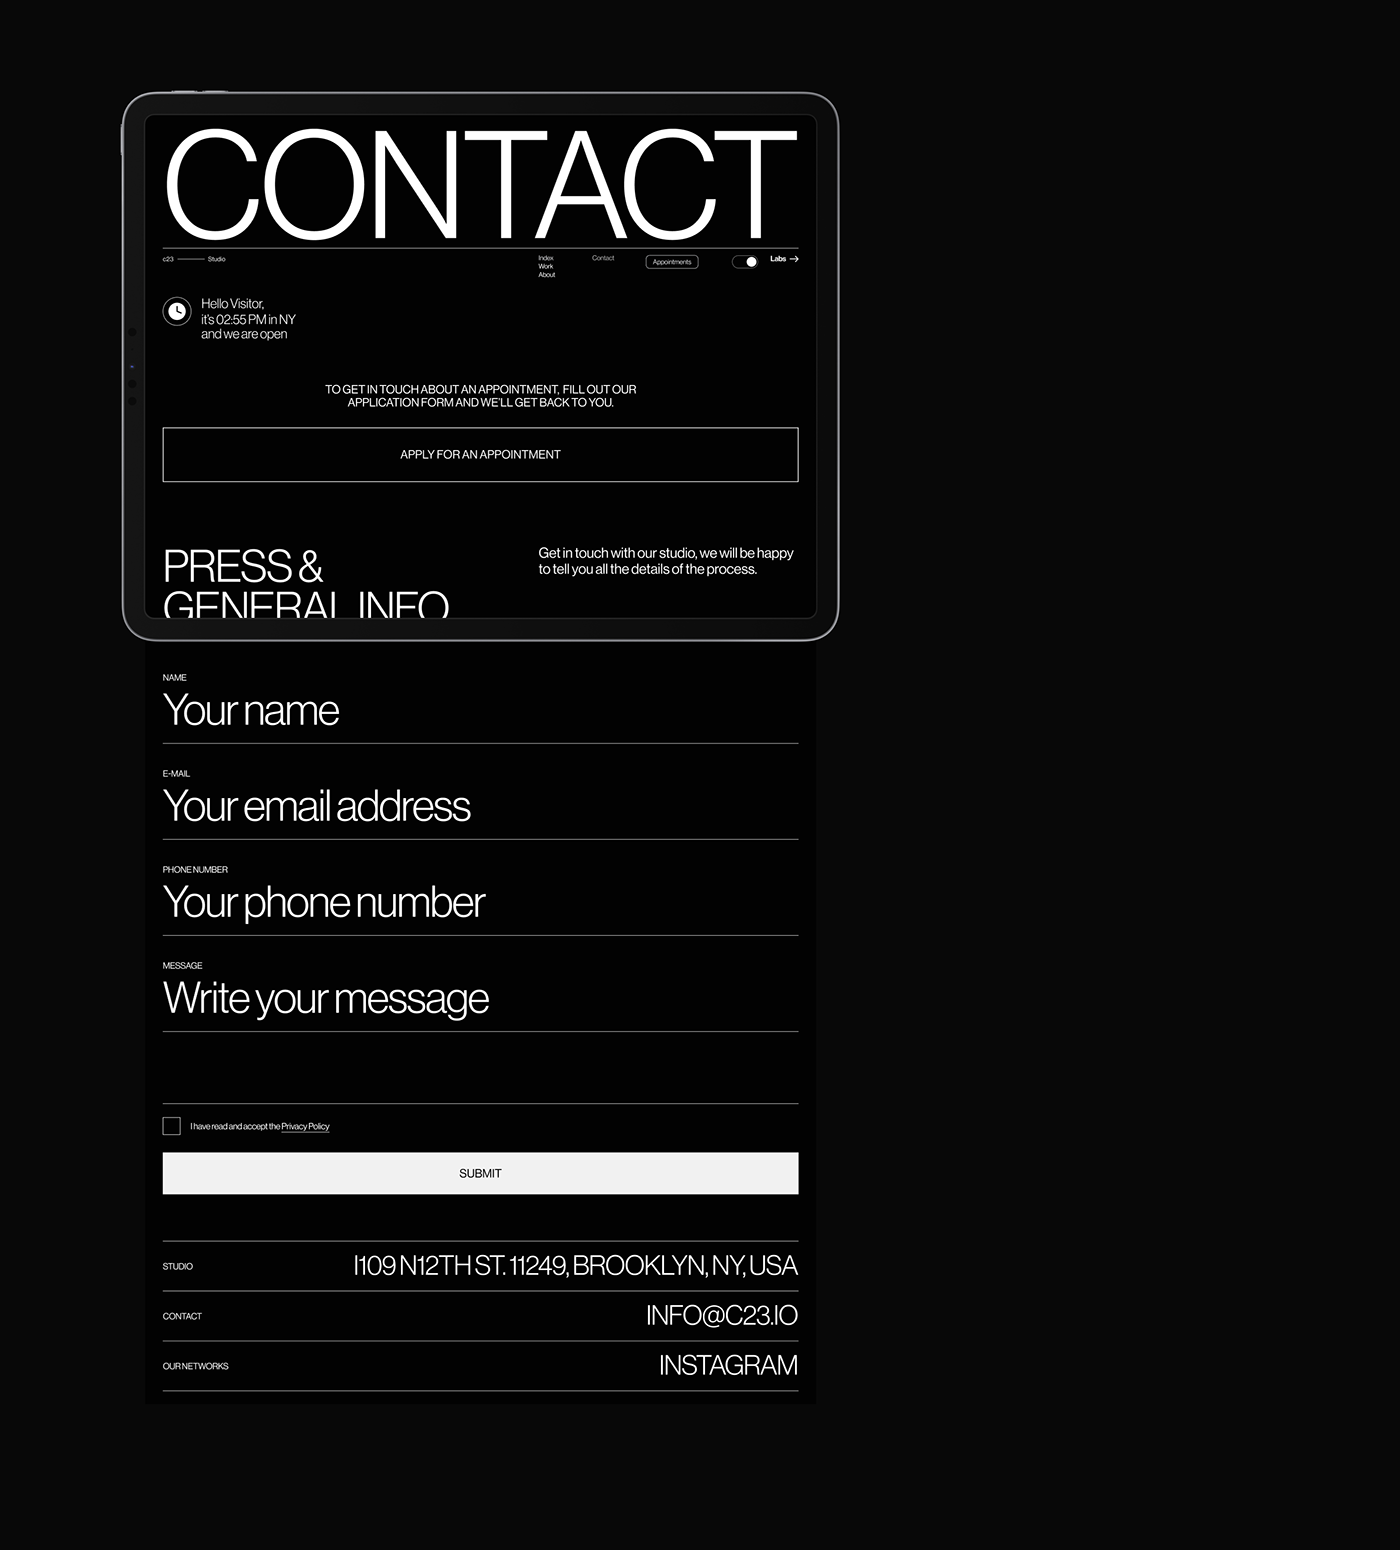 CONTACT
c23 Studio
Index
Work
About
Contact
Appointments
Labs →
Hello Visitor,
it's 02:55 PM in NY
and we are open
TO GET IN TOUCH ABOUT AN APPOINTMENT, FILL OUT OUR
APPLICATION FORM AND WE'LL GET BACK TO YOU.
APPLY FOR AN APPOINTMENT
PRESS &
GENERAL INFO
Get in touch with our studio, we will be happy
to tell you all the details of the process.
NAME
Your name
E-MAIL
Your email address
PHONE NUMBER
Your phone number
MESSAGE
Write your message
I have read and accept the Privacy Policy
SUBMIT
STUDIO
I109 N12TH ST. 11249, BROOKLYN, NY, USA
CONTACT
INFO@C23.IO
OUR NETWORKS
INSTAGRAM